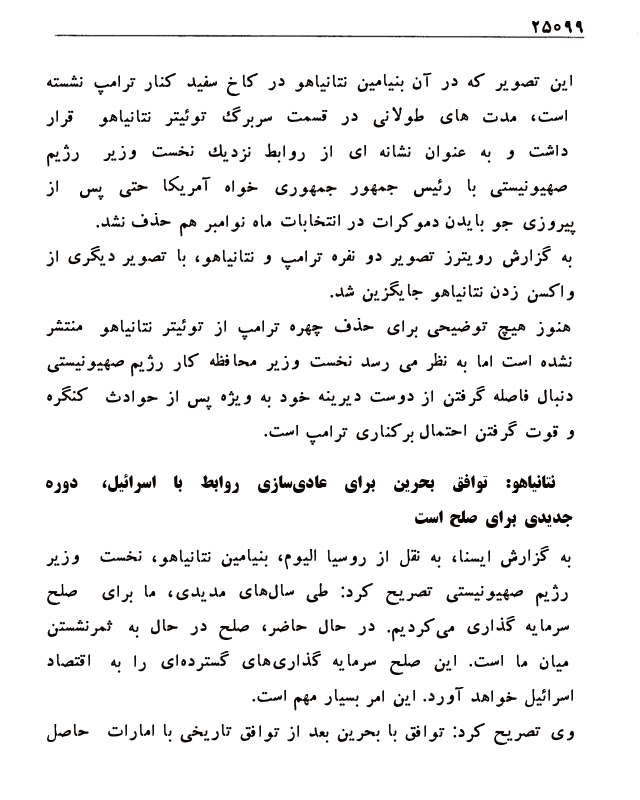 ۲۵۰۹۹
این تصویر که در آن بنیامین نتانیاهو در کاخ سفید کنار ترامپ نشسته
است، مدت های طولانی در قسمت سربرگ توئیتر نتانیاهو قرار
داشت و به عنوان نشانه ای از روابط نزدیك نخست وزیر رژیم
صهیونیستی با رئیس جمهور جمهوری خواه آمریکا حتی پس از
پیروزی جو بایدن دموکرات در انتخابات ماه نوامبر هم حذف نشد.
به گزارش رویترز تصویر دو نفره ترامپ و نتانیاهو، با تصویر دیگری از
واکسن زدن نتانیاهو جایگزین شد.
هنوز هیچ توضیحی برای حذف چهره ترامپ از توئیتر نتانیاهو منتشر
نشده است اما به نظر می رسد نخست وزیر محافظه کار رژیم صهیونیستی
دنبال فاصله گرفتن از دوست دیرینه خود به ویژه پس از حوادث کنگره
و قوت گرفتن احتمال برکناری ترامپ است.
نتانیاهو: توافق بحرین برای عادی‌سازی روابط با اسرائیل، دوره
جدیدی برای صلح است
به گزارش ایسنا، به نقل از روسیا الیوم، بنیامین نتانیاهو، نخست وزیر
رژیم صهیونیستی تصریح کرد: طی سال‌های مدیدی، ما برای صلح
سرمایه گذاری می‌کردیم. در حال حاضر، صلح در حال به ثمرنشستن
میان ما است. این صلح سرمایه گذاری‌های گسترده‌ای را به اقتصاد
اسرائیل خواهد آورد. این امر بسیار مهم است.
وی تصریح کرد: توافق با بحرین بعد از توافق تاریخی با امارات حاصل